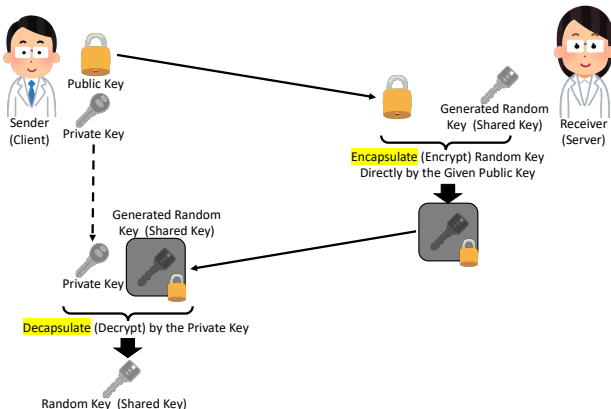 Public Key
Sender
(Client)
Private Key
Generated Random
Key (Shared Key)
Receiver
(Server)
Encapsulate (Encrypt) Random Key
Directly by the Given Public Key
Generated Random
Key (Shared Key)
Private Key
Decapsulate (Decrypt) by the Private Key
Random Key (Shared Key)